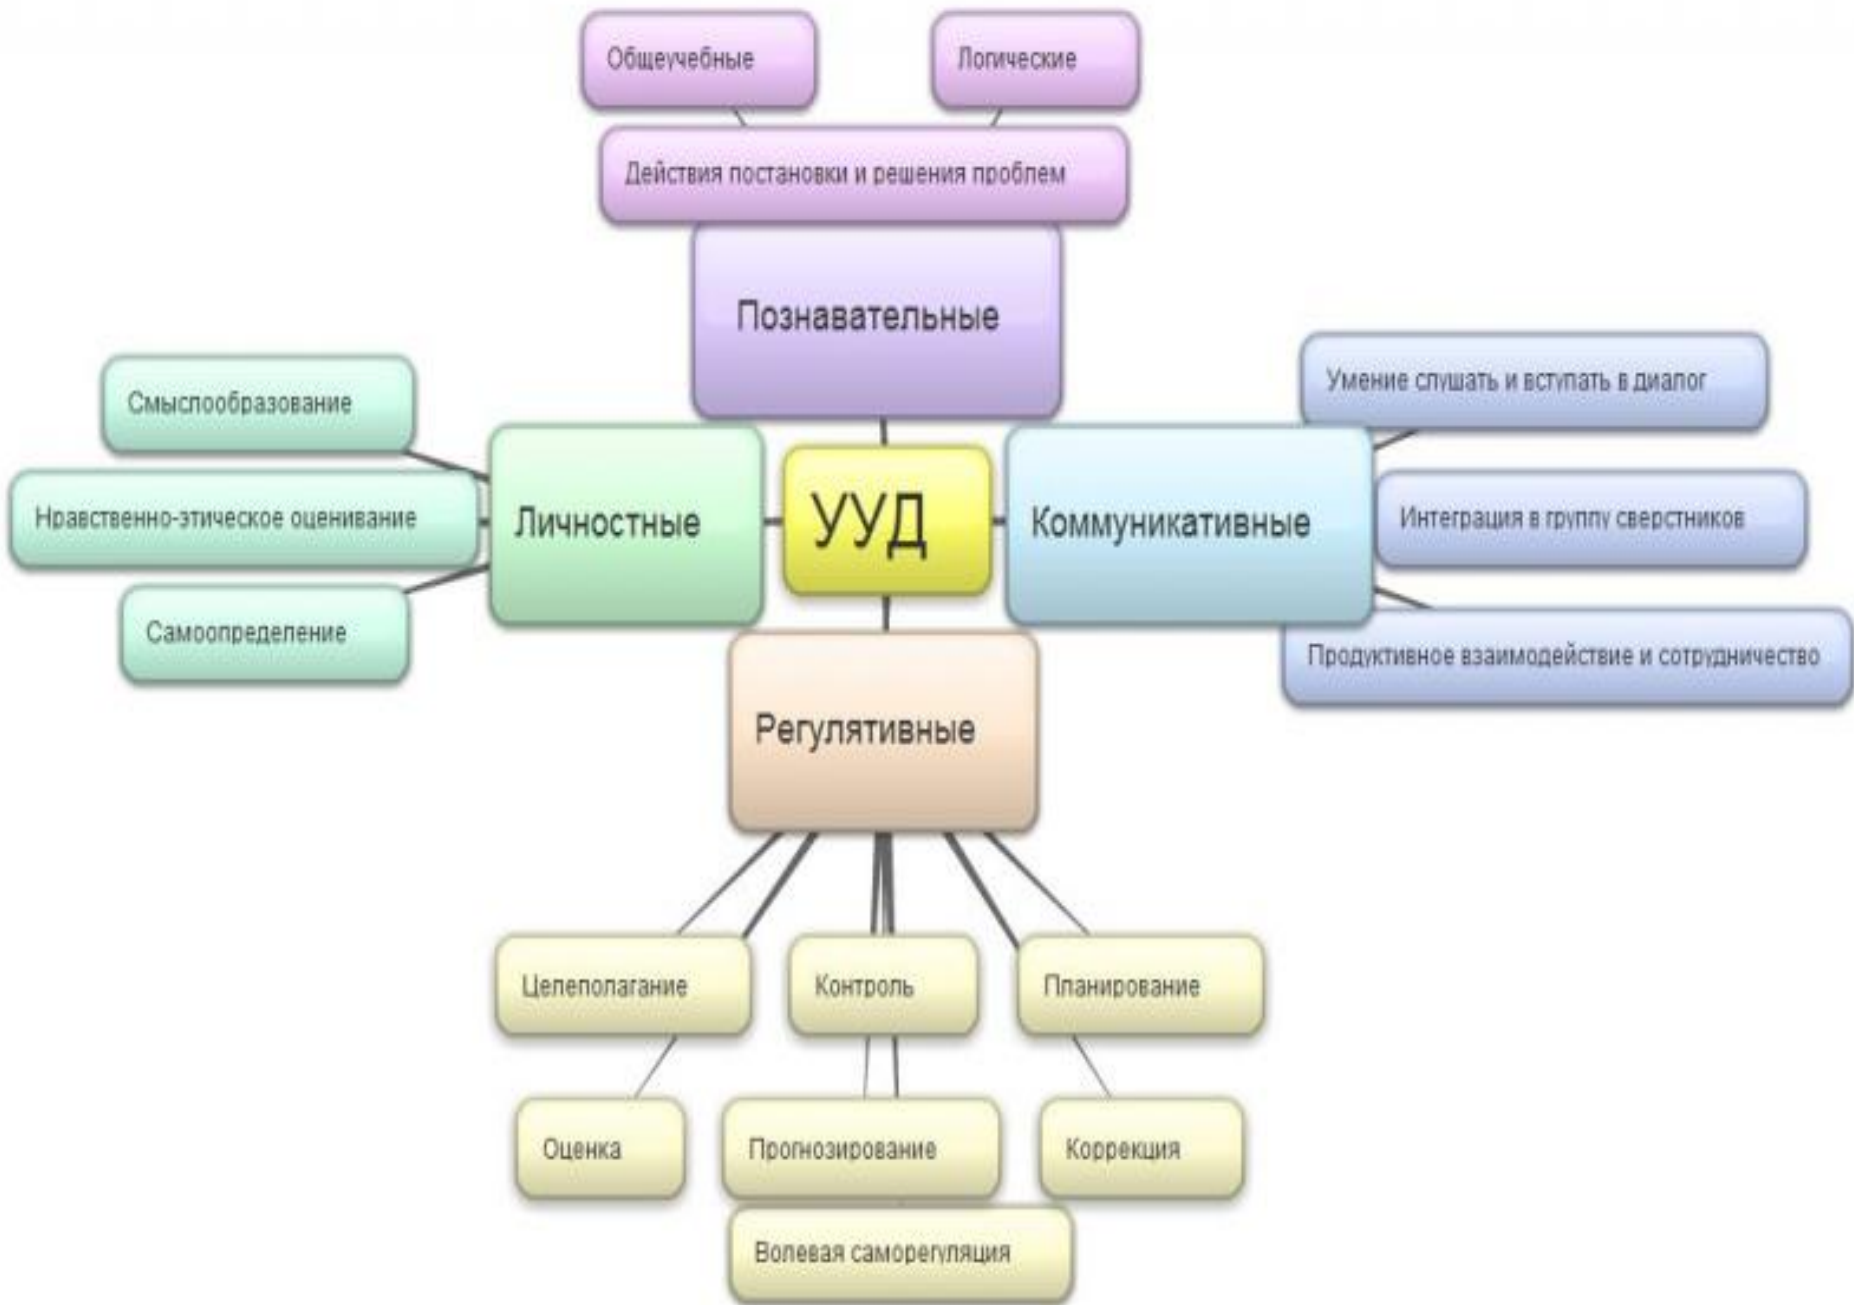 Общеучебные
Логические
Действия постановки и решения проблем
Познавательные
Смыслообразование
Умение слушать и вступать в диалог
Нравственно-этическое оценивание
Личностные
УУД
Коммуникативные
Интеграция в группу сверстников
Самоопределение
Продуктивное взаимодействие и сотрудничество
Регулятивные
Целеполагание
Контроль
Планирование
Оценка
Прогнозирование
Коррекция
Волевая саморегуляция